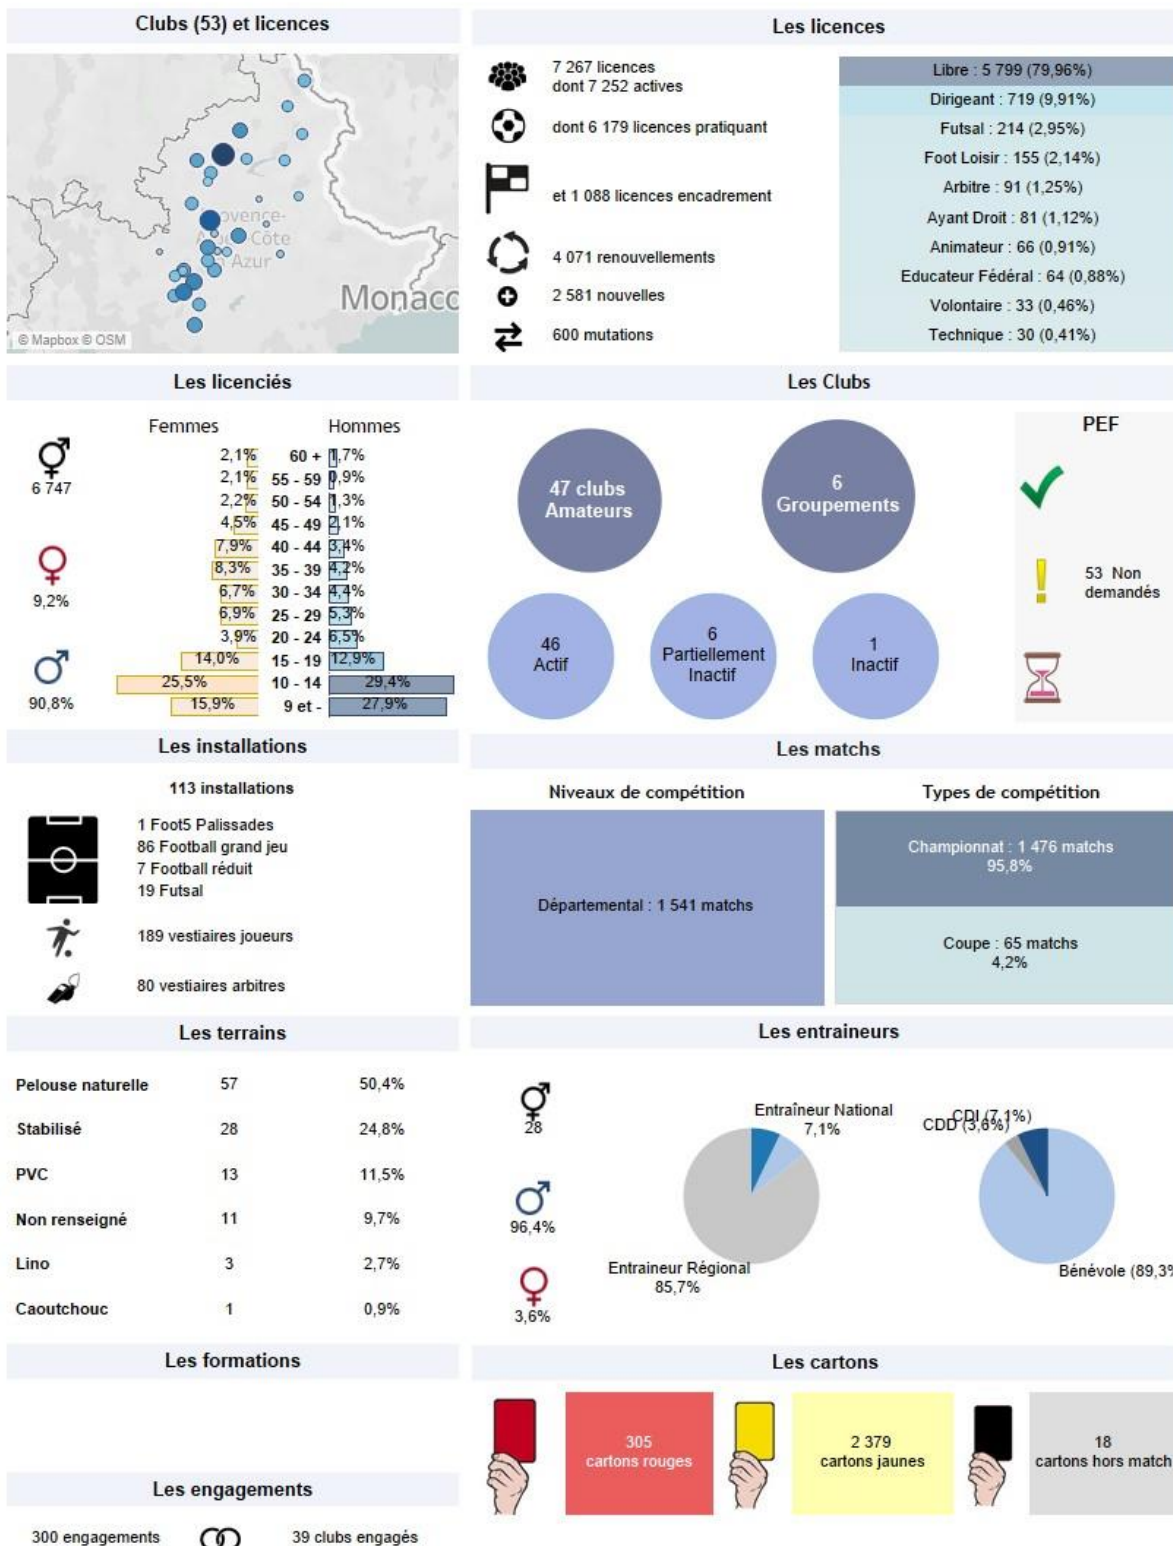 Clubs (53) et licences
Provence-
Côte
Azur
Monaco
© Mapbox © OSM
Les licences
7 267 licences
dont 7 252 actives
dont 6 179 licences pratiquant
et 1 088 licences encadrement
4 071 renouvellements
2 581 nouvelles
600 mutations
Libre : 5 799 (79,96%)
Dirigeant : 719 (9,91%)
Futsal : 214 (2,95%)
Foot Loisir : 155 (2,14%)
Arbitre : 91 (1,25%)
Ayant Droit : 81 (1,12%)
Animateur : 66 (0,91%)
Educateur Fédéral : 64 (0,88%)
Volontaire : 33 (0,46%)
Technique : 30 (0,41%)
Les licenciés
6 747
9,2%
90,8%
Femmes Hommes
2,1% 60 + 1,7%
2,1% 55 - 59 0,9%
2,2% 50 - 54 1,3%
4,5% 45 - 49 2,1%
7,9% 40 - 44 3,4%
8,3% 35 - 39 4,2%
6,7% 30 - 34 4,4%
6,9% 25 - 29 5,3%
3,9% 20 - 24 6,5%
14,0% 15 - 19 12,9%
25,5% 10 - 14 29,4%
15,9% 9 et - 27,9%
Les Clubs
47 clubs
Amateurs
6
Groupements
46
Actif
6
Partiellement
Inactif
1
Inactif
PEF
53 Non
demandés
Les installations
113 installations
1 Foot5 Palissades
86 Football grand jeu
7 Football réduit
19 Futsal
189 vestiaires joueurs
80 vestiaires arbitres
Les matchs
Niveaux de compétition
Départemental : 1 541 matchs
Types de compétition
Championnat : 1 476 matchs
95,8%
Coupe : 65 matchs
4,2%
Les terrains
Pelouse naturelle 57 50,4%
Stabilisé 28 24,8%
PVC 13 11,5%
Non renseigné 11 9,7%
Lino 3 2,7%
Caoutchouc 1 0,9%
Les entraineurs
28
96,4%
3,6%
Entraîneur National
7,1%
Entraineur Régional
85,7%
CDI (7,1%)
CDD (3,6%)
Bénévole (89,3%
Les formations
Les cartons
305
cartons rouges
2 379
cartons jaunes
18
cartons hors match
Les engagements
300 engagements
39 clubs engagés